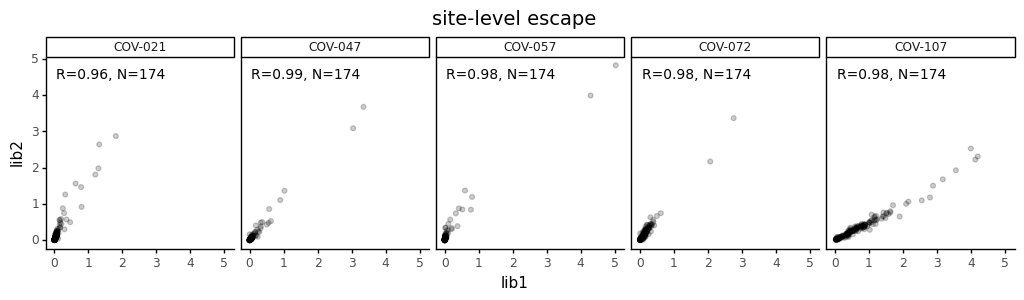 site-level escape
COV-021 COV-047 COV-057 COV-072 COV-107
R=0.96, N=174 R=0.99, N=174 R=0.98, N=174 R=0.98, N=174 R=0.98, N=174
5
4
3
2
1
0
lib2
0 1 2 3 4 5 0 1 2 3 4 5 0 1 2 3 4 5 0 1 2 3 4 5 0 1 2 3 4 5
lib1